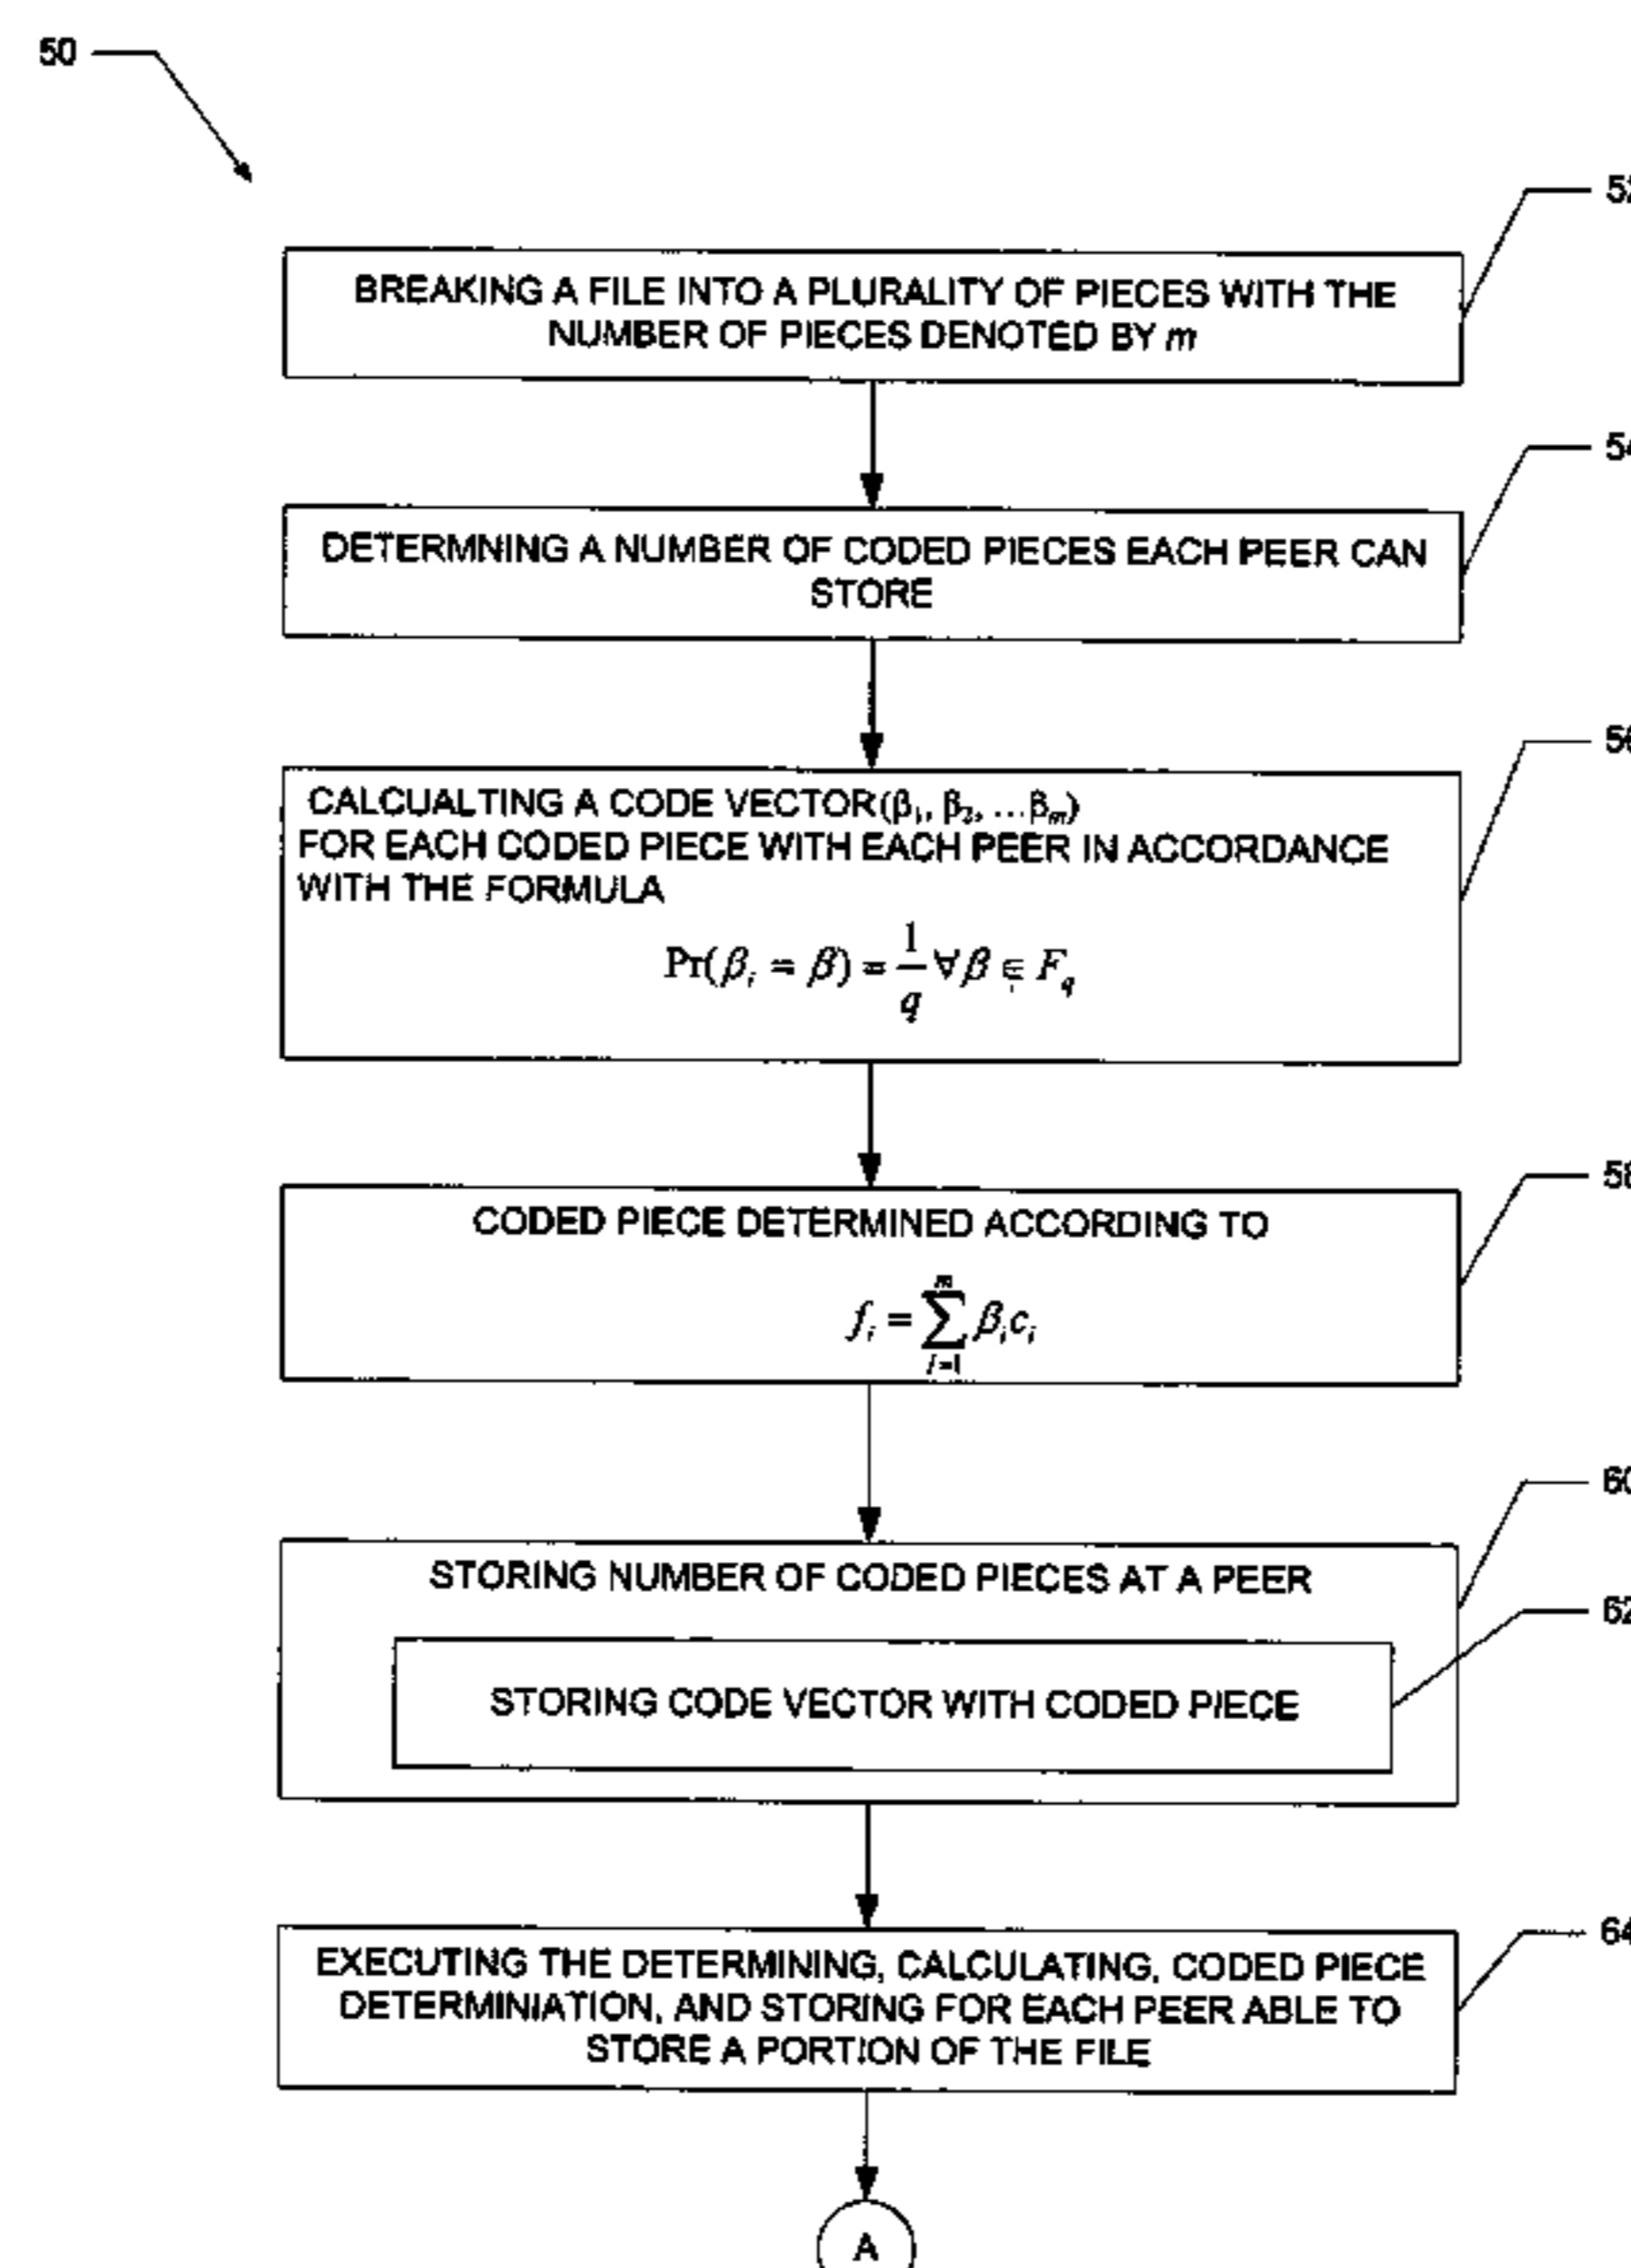 50
52
BREAKING A FILE INTO A PLURALITY OF PIECES WITH THE
NUMBER OF PIECES DENOTED BY m
54
DETERMNING A NUMBER OF CODED PIECES EACH PEER CAN
STORE
56
CALCUALTING A CODE VECTOR (β₁, β₂, …βₘ)
FOR EACH CODED PIECE WITH EACH PEER IN ACCORDANCE
WITH THE FORMULA
Pr(βᵢ = β) = 1/q ∀β ∈ F_q
58
CODED PIECE DETERMINED ACCORDING TO
fᵢ = ∑_{i=1}^{m} βᵢcᵢ
60
STORING NUMBER OF CODED PIECES AT A PEER
62
STORING CODE VECTOR WITH CODED PIECE
64
EXECUTING THE DETERMINING, CALCULATING, CODED PIECE
DETERMINIATION, AND STORING FOR EACH PEER ABLE TO
STORE A PORTION OF THE FILE
A